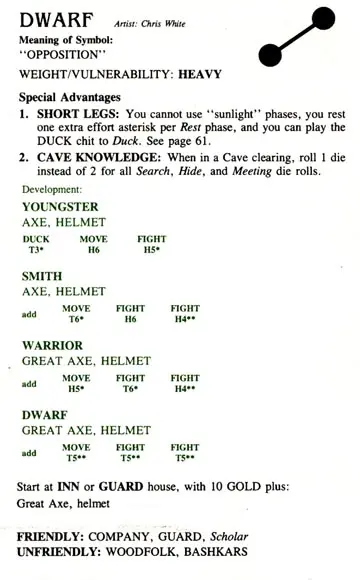 DWARF Artist: Chris White
Meaning of Symbol:
"OPPOSITION"
WEIGHT/VULNERABILITY: HEAVY
Special Advantages
1. SHORT LEGS: You cannot use "sunlight" phases, you rest
one extra effort asterisk per Rest phase, and you can play the
DUCK chit to Duck. See page 61.
2. CAVE KNOWLEDGE: When in a Cave clearing, roll 1 die
instead of 2 for all Search, Hide, and Meeting die rolls.
Development:
YOUNGSTER
AXE, HELMET
DUCK MOVE FIGHT
T3* H6 H5*
SMITH
AXE, HELMET
add MOVE FIGHT FIGHT
T6* H6 H4**
WARRIOR
GREAT AXE, HELMET
add MOVE FIGHT FIGHT
H5* T6* H4**
DWARF
GREAT AXE, HELMET
add MOVE FIGHT FIGHT
T5** T5** T5**
Start at INN or GUARD house, with 10 GOLD plus:
Great Axe, helmet
FRIENDLY: COMPANY, GUARD, Scholar
UNFRIENDLY: WOODFOLK, BASHKARS